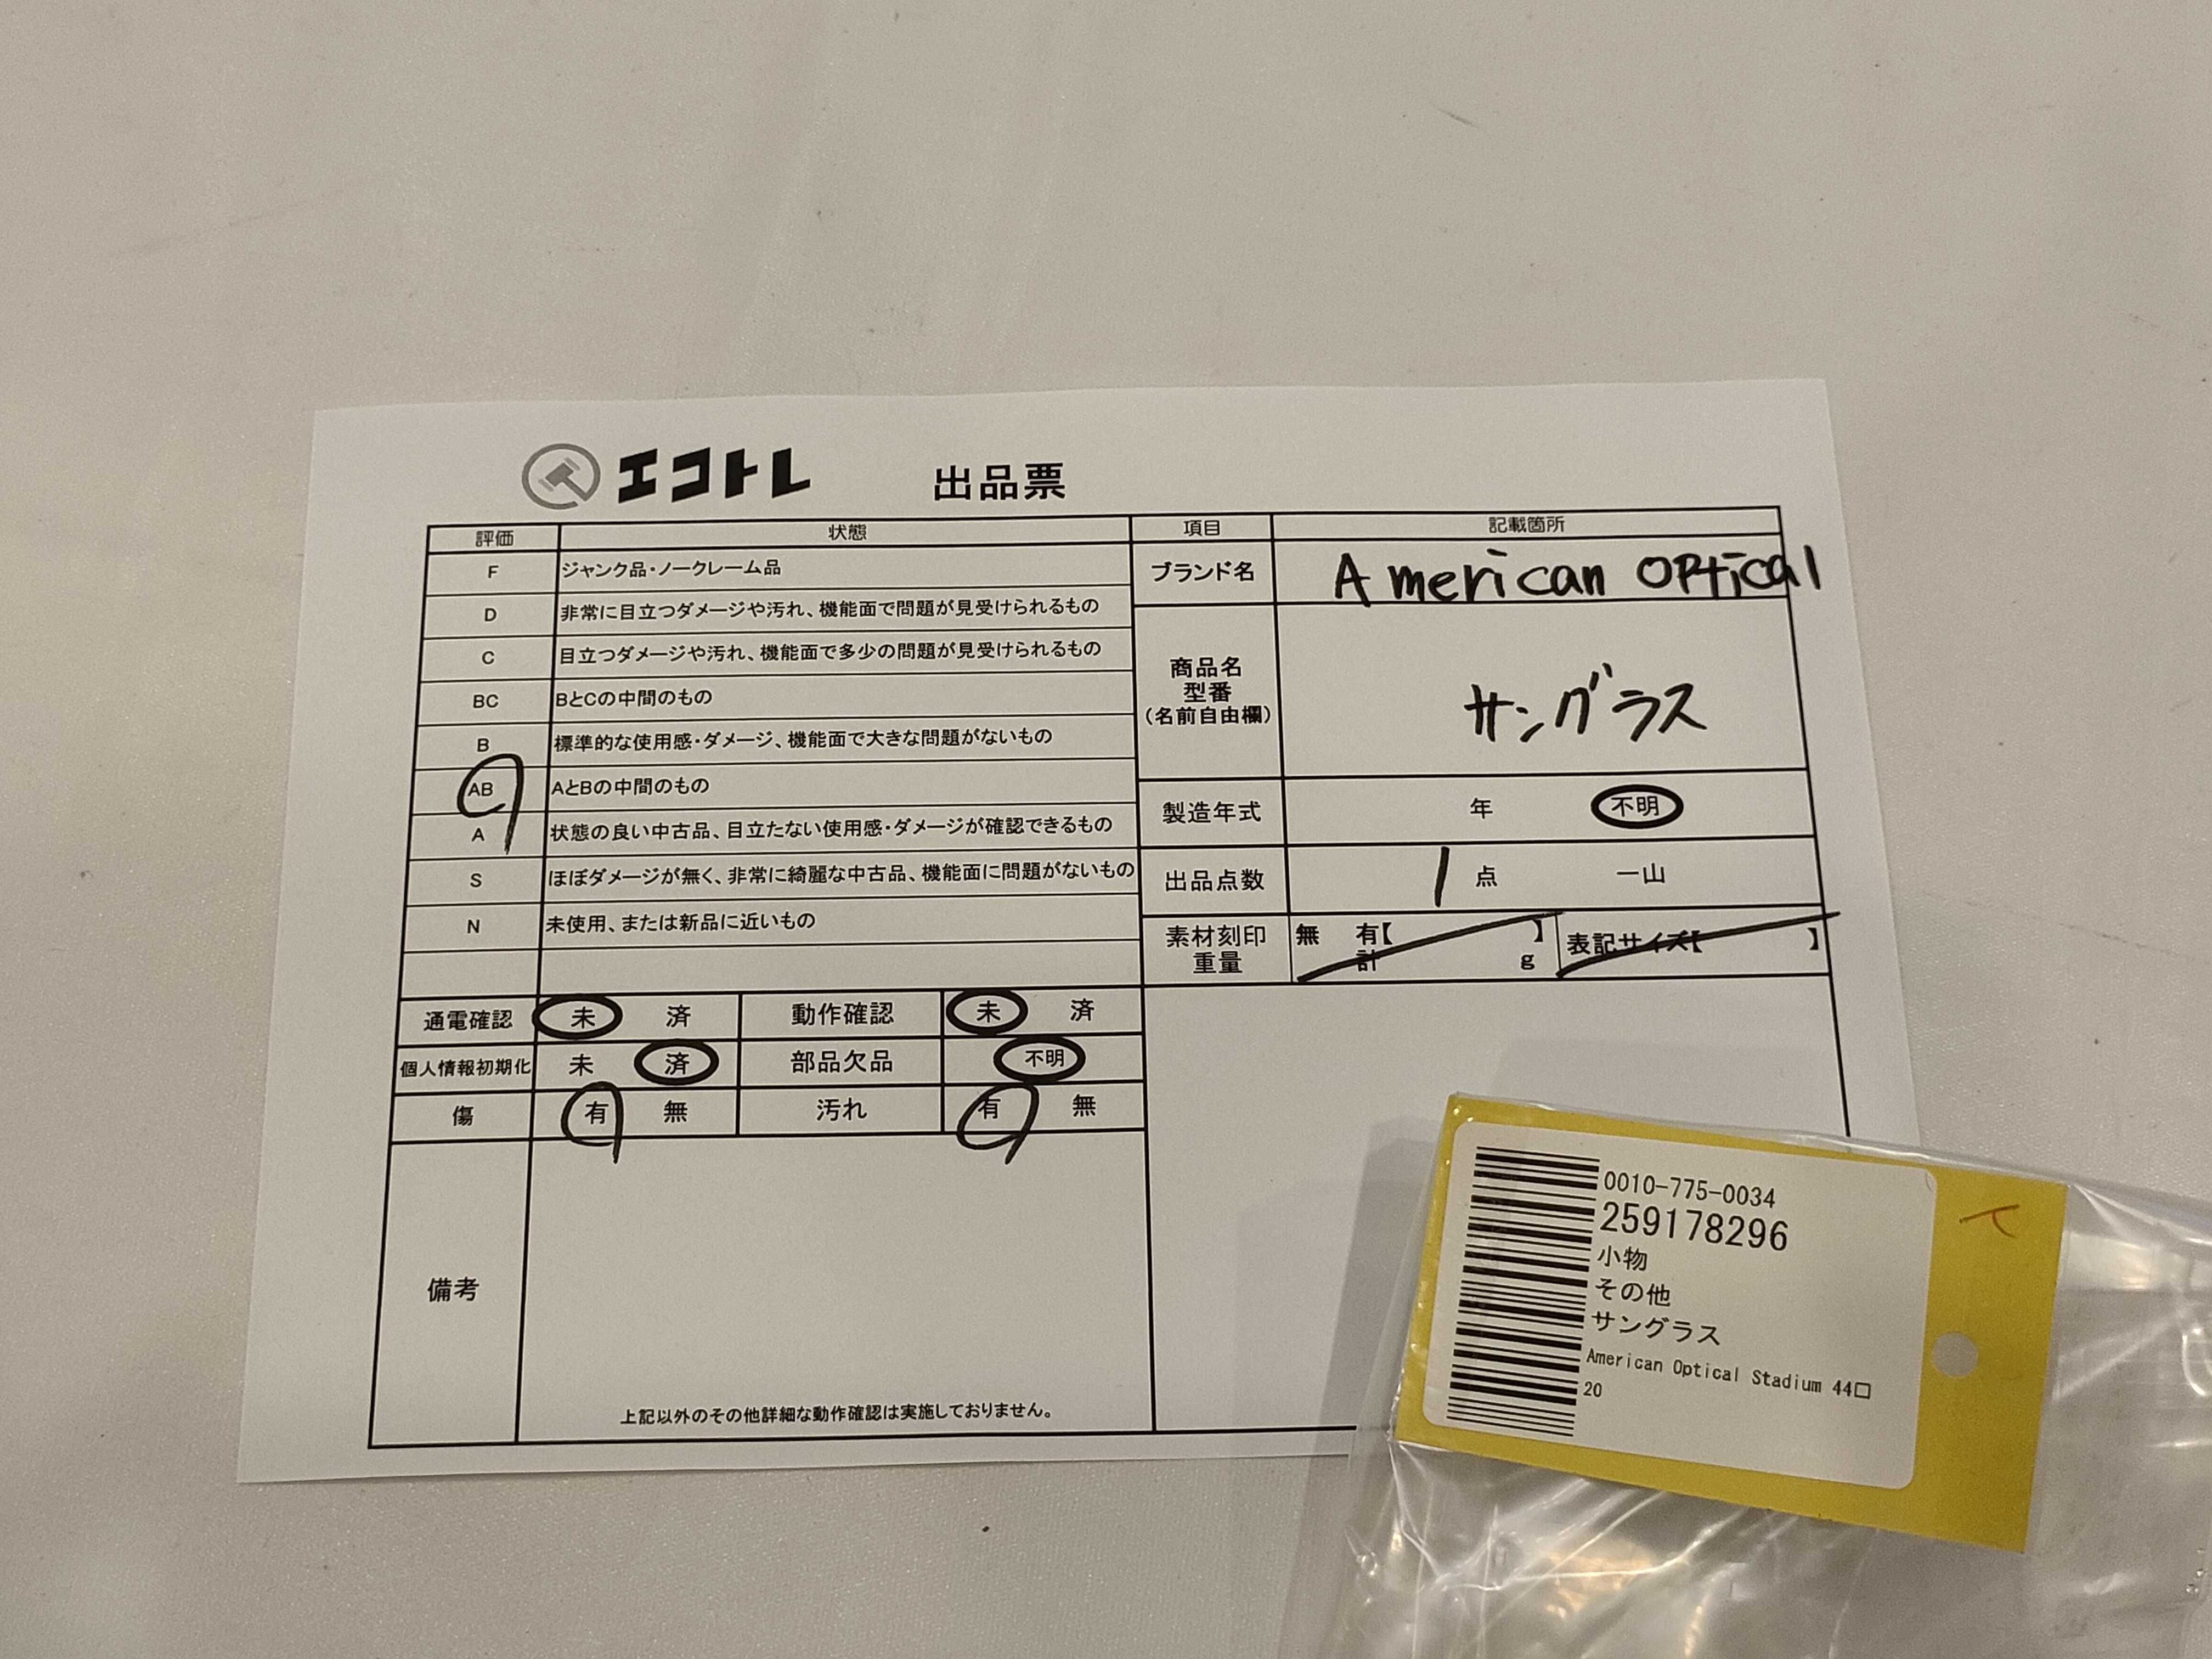 エコトレ 出品票
評価 状態 項目 記載箇所
F ジャンク品・ノークレーム品
D 非常に目立つダメージや汚れ、機能面で問題が見受けられるもの
C 目立つダメージや汚れ、機能面で多少の問題が見受けられるもの
BC BとCの中間のもの
B 標準的な使用感・ダメージ、機能面で大きな問題がないもの
AB AとBの中間のもの
A 状態の良い中古品、目立たない使用感・ダメージが確認できるもの
S ほぼダメージが無く、非常に綺麗な中古品、機能面に問題がないもの
N 未使用、または新品に近いもの
ブランド名 American Optical
商品名
型番
(名前自由欄)
サングラス
製造年式 年 不明
出品点数 1 点 一山
素材刻印 無 有【 】 表記サイズ【 】
重量 計 g
通電確認 未 済 動作確認 未 済
個人情報初期化 未 済 部品欠品 不明
傷 有 無 汚れ 有 無
備考
上記以外のその他詳細な動作確認は実施しておりません。
0010-775-0034
259178296
小物
その他
サングラス
American Optical Stadium 44□
20